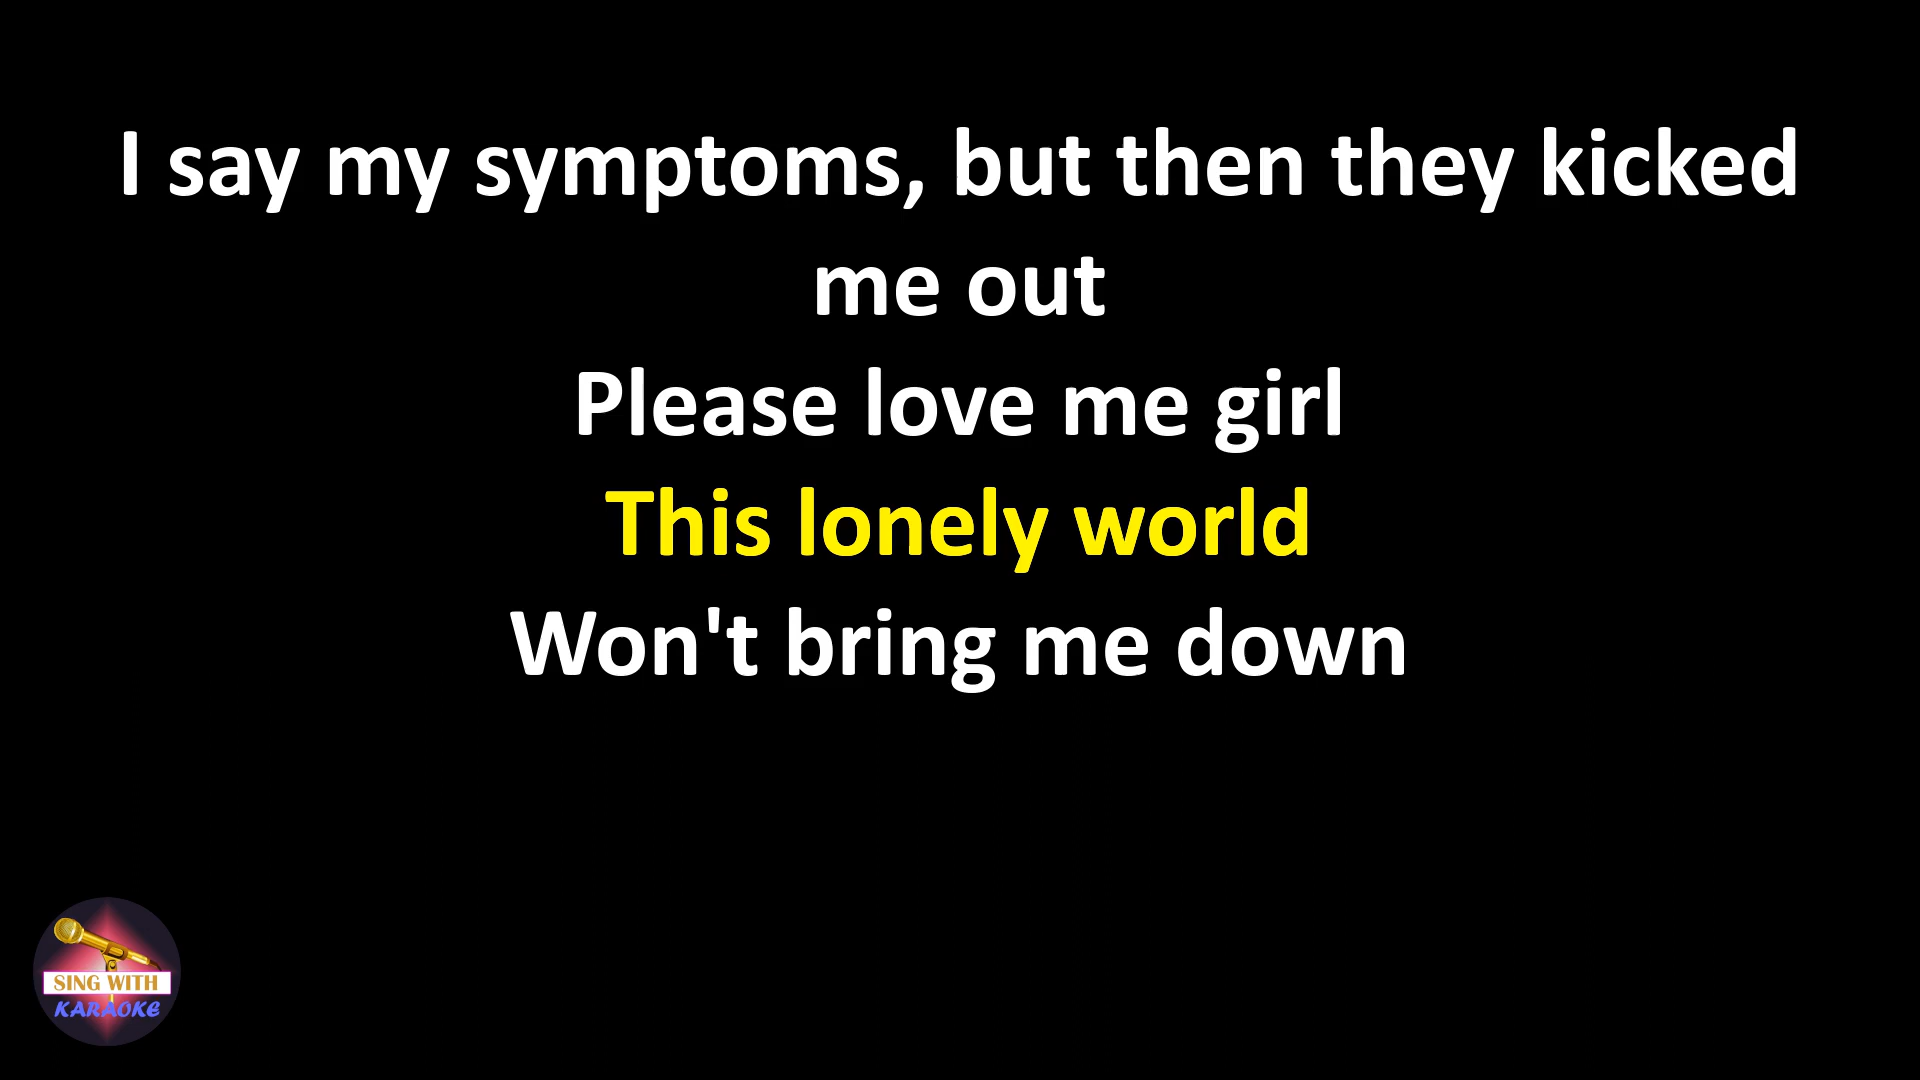 I say my symptoms, but then they kicked
me out
Please love me girl
This lonely world
Won't bring me down
SING WITH
KARAOKE